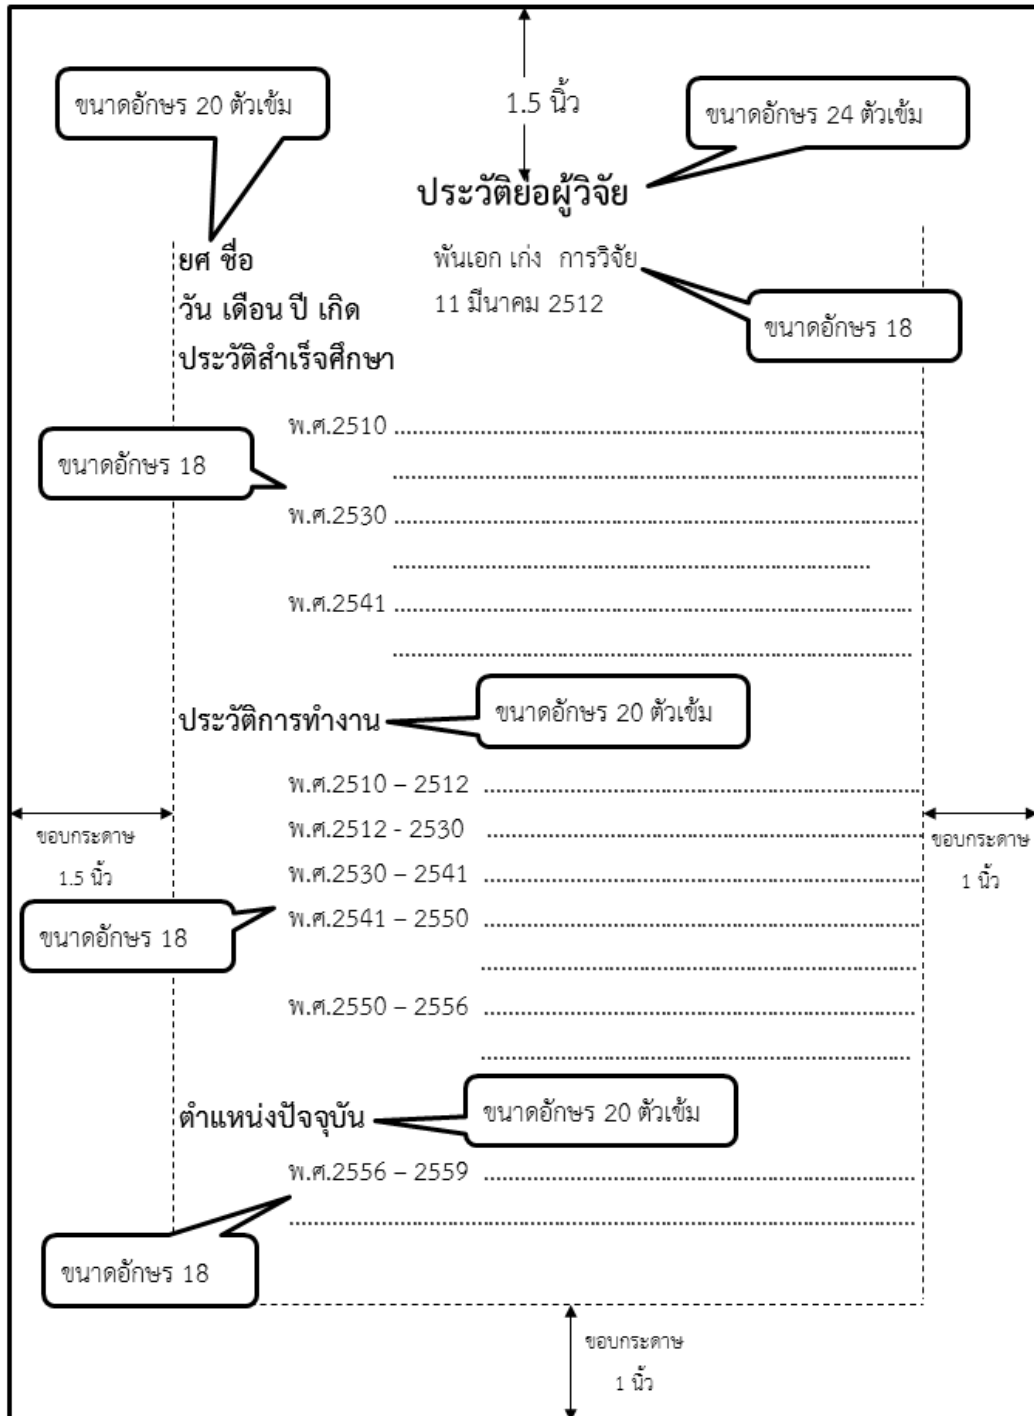 ขนาดอักษร 20 ตัวเข้ม
1.5 นิ้ว
ขนาดอักษร 24 ตัวเข้ม
ประวัติย่อผู้วิจัย
ยศ ชื่อ
พันเอก เก่ง การวิจัย
วัน เดือน ปี เกิด
11 มีนาคม 2512
ขนาดอักษร 18
ประวัติสำเร็จศึกษา
พ.ศ.2510 ................................................................................
................................................................................
ขนาดอักษร 18
พ.ศ.2530 ................................................................................
................................................................................
พ.ศ.2541 ................................................................................
................................................................................
ประวัติการทำงาน
ขนาดอักษร 20 ตัวเข้ม
พ.ศ.2510 – 2512 ................................................................................
พ.ศ.2512 - 2530 ................................................................................
พ.ศ.2530 – 2541 ................................................................................
พ.ศ.2541 – 2550 ................................................................................
................................................................................
พ.ศ.2550 – 2556 ................................................................................
................................................................................
ขอบกระดาษ
1.5 นิ้ว
ขอบกระดาษ
1 นิ้ว
ขนาดอักษร 18
ตำแหน่งปัจจุบัน
ขนาดอักษร 20 ตัวเข้ม
พ.ศ.2556 – 2559 ................................................................................
................................................................................
ขนาดอักษร 18
ขอบกระดาษ
1 นิ้ว